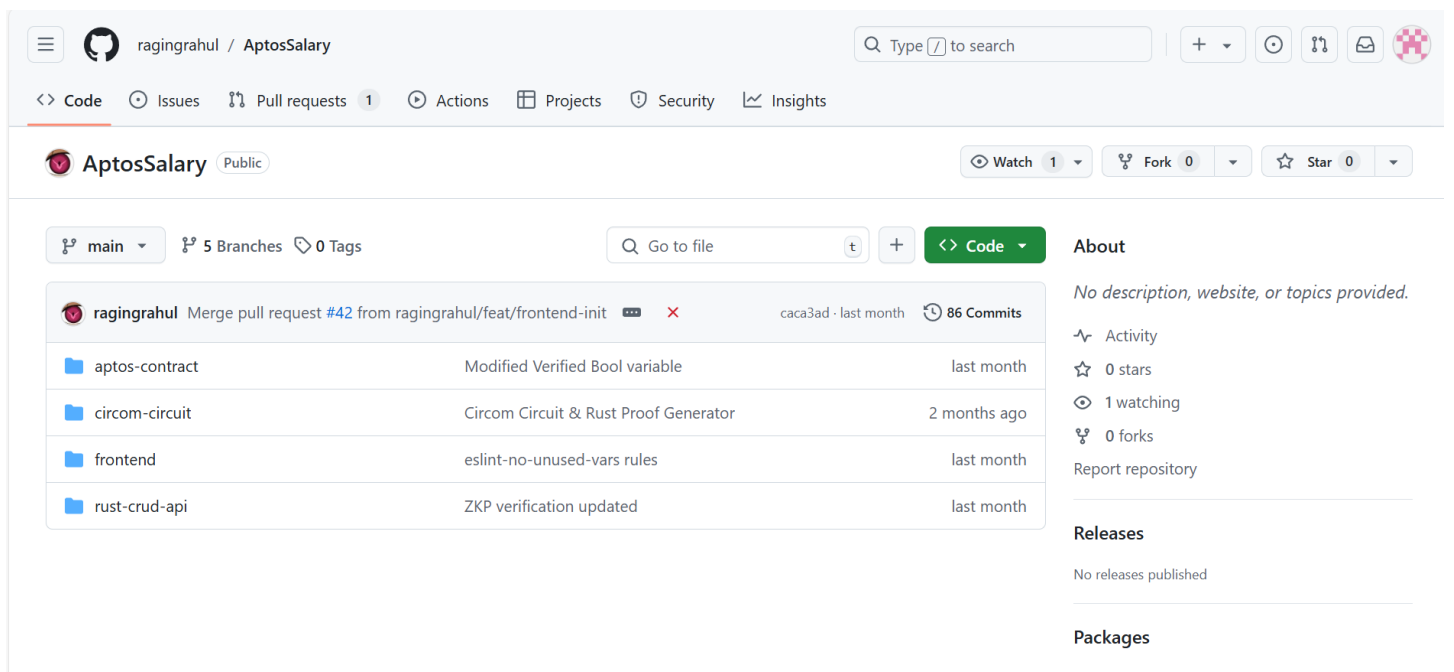 ragingrahul / AptosSalary
Type / to search
Code Issues Pull requests 1 Actions Projects Security Insights
AptosSalary Public
Watch 1 Fork 0 Star 0
main 5 Branches 0 Tags Go to file t Code
ragingrahul Merge pull request #42 from ragingrahul/feat/frontend-init caca3ad · last month 86 Commits
aptos-contract Modified Verified Bool variable last month
circom-circuit Circom Circuit & Rust Proof Generator 2 months ago
frontend eslint-no-unused-vars rules last month
rust-crud-api ZKP verification updated last month
About
No description, website, or topics provided.
Activity
0 stars
1 watching
0 forks
Report repository
Releases
No releases published
Packages